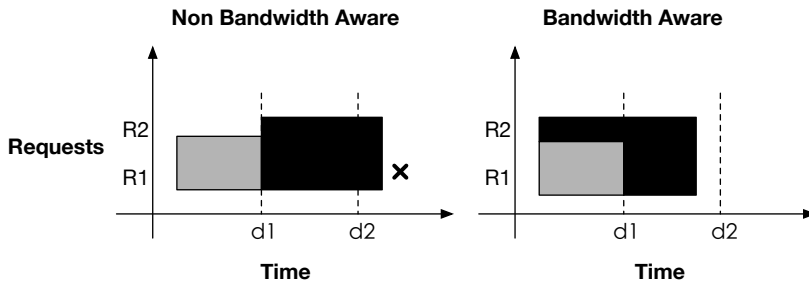 Non Bandwidth Aware
Bandwidth Aware
Requests
R2
R1
d1
d2
Time
R2
R1
d1
d2
Time